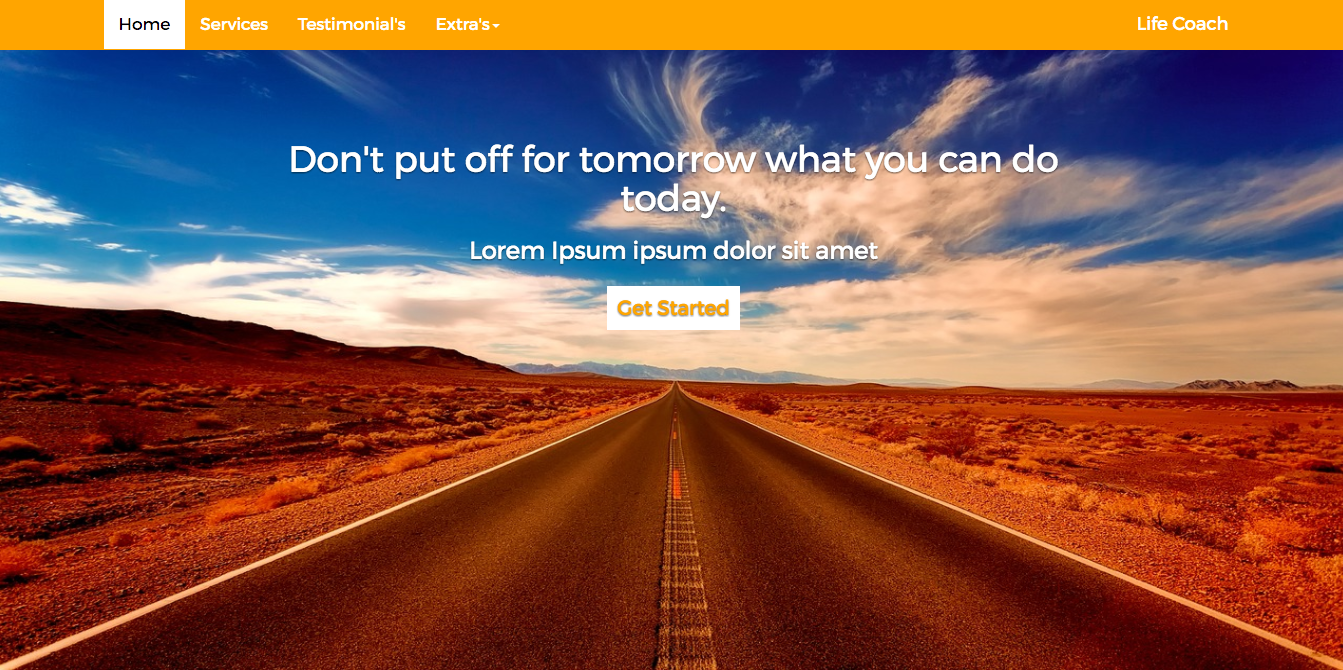 Home Services Testimonial's Extra's Life Coach
Don't put off for tomorrow what you can do
today.
Lorem Ipsum ipsum dolor sit amet
Get Started